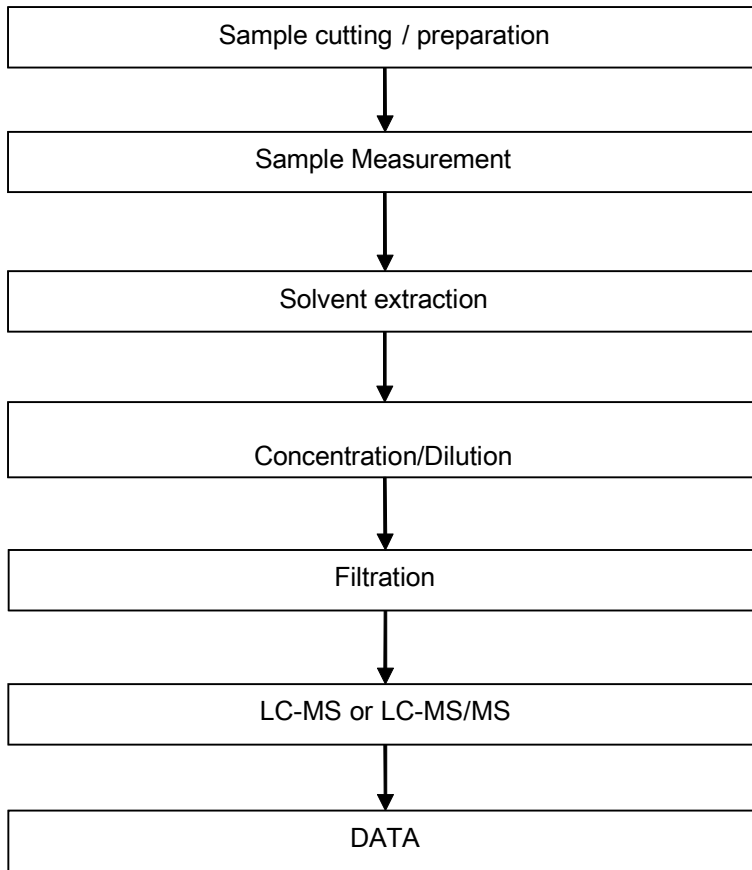 Sample cutting / preparation
Sample Measurement
Solvent extraction
Concentration/Dilution
Filtration
LC-MS or LC-MS/MS
DATA